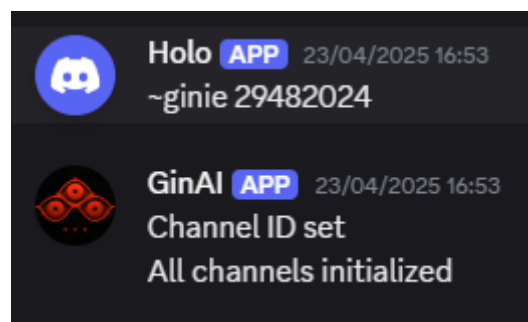 Holo APP 23/04/2025 16:53
~ginie 29482024
GinAI APP 23/04/2025 16:53
Channel ID set
All channels initialized